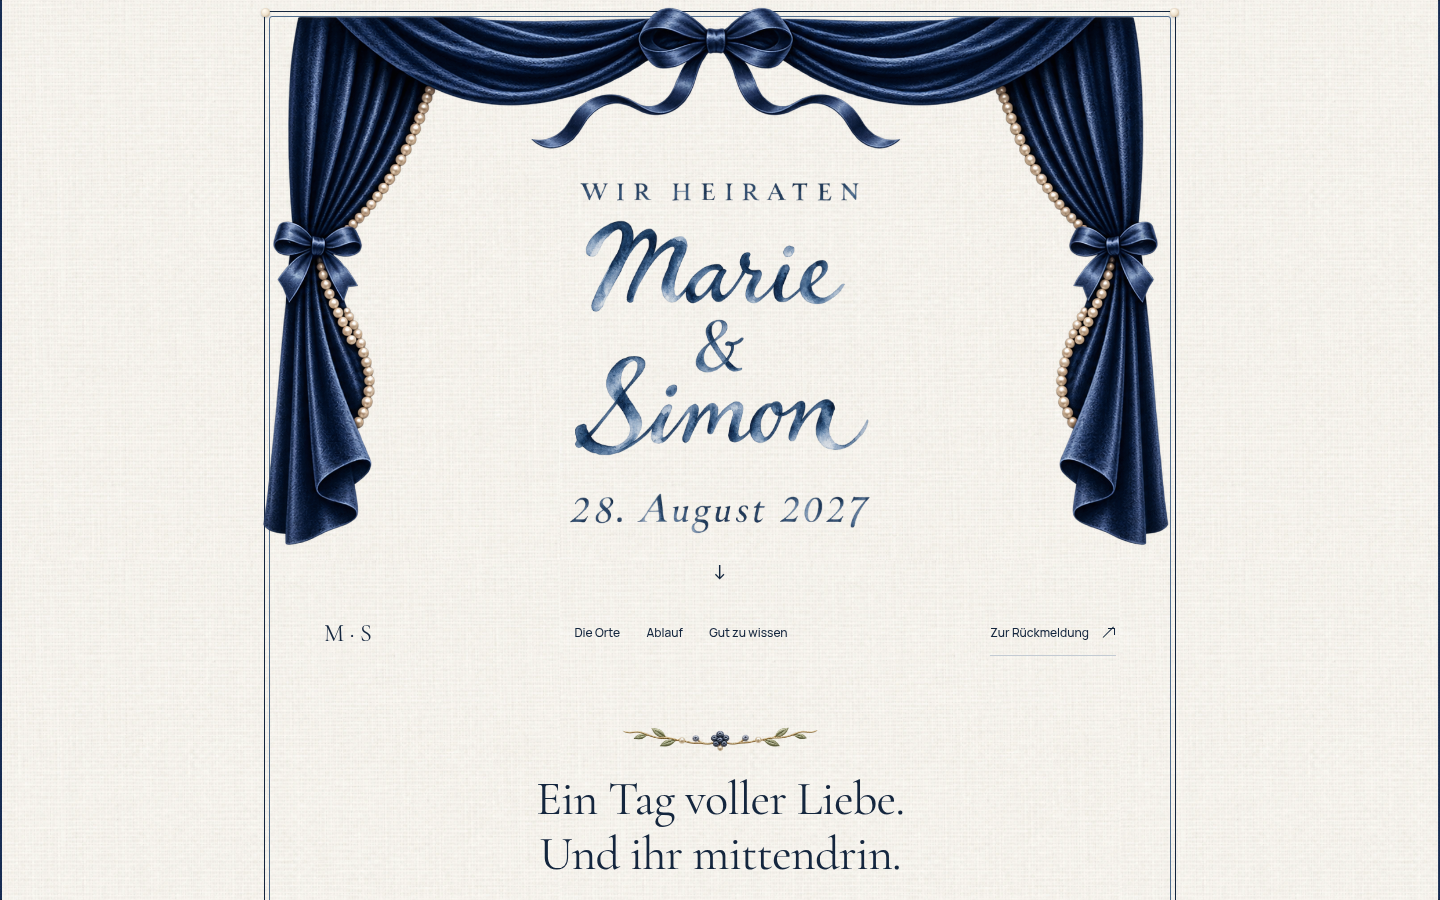 WIR HEIRATEN
Marie
&
Simon
28. August 2027
M · S
Die Orte
Ablauf
Gut zu wissen
Zur Rückmeldung
Ein Tag voller Liebe.
Und ihr mittendrin.